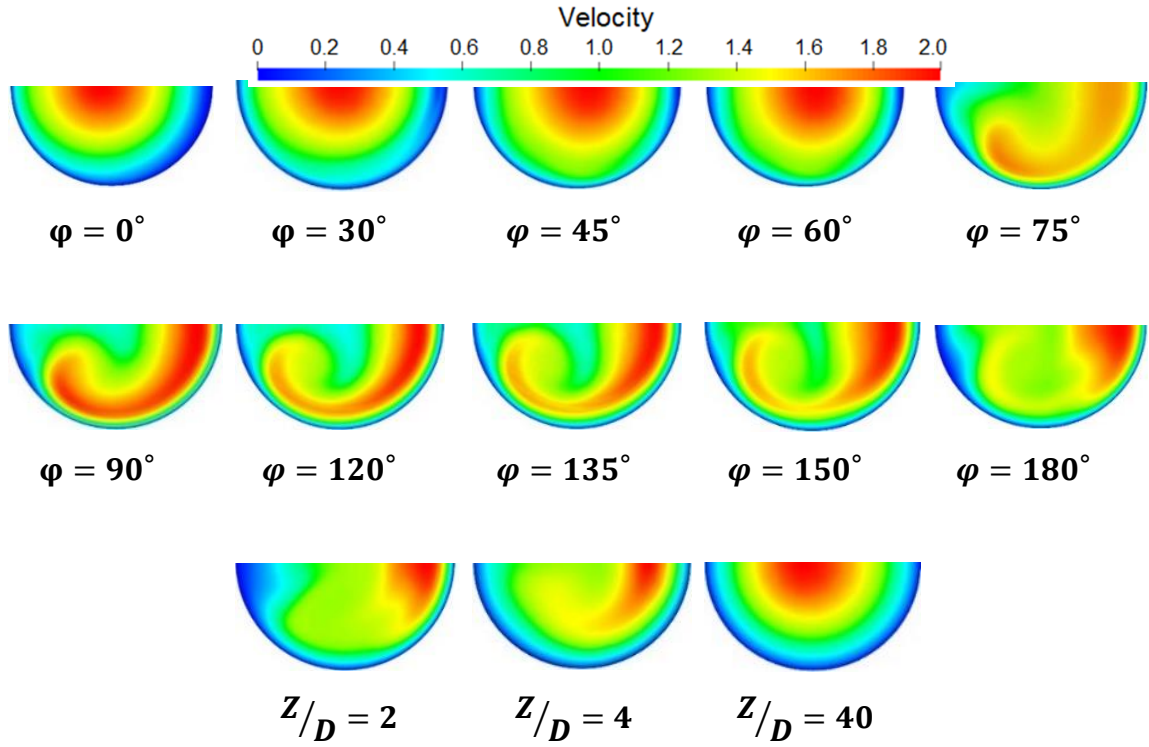 Velocity
0 0.2 0.4 0.6 0.8 1.0 1.2 1.4 1.6 1.8 2.0
φ = 0° φ = 30° φ = 45° φ = 60° φ = 75°
φ = 90° φ = 120° φ = 135° φ = 150° φ = 180°
Z/D = 2 Z/D = 4 Z/D = 40